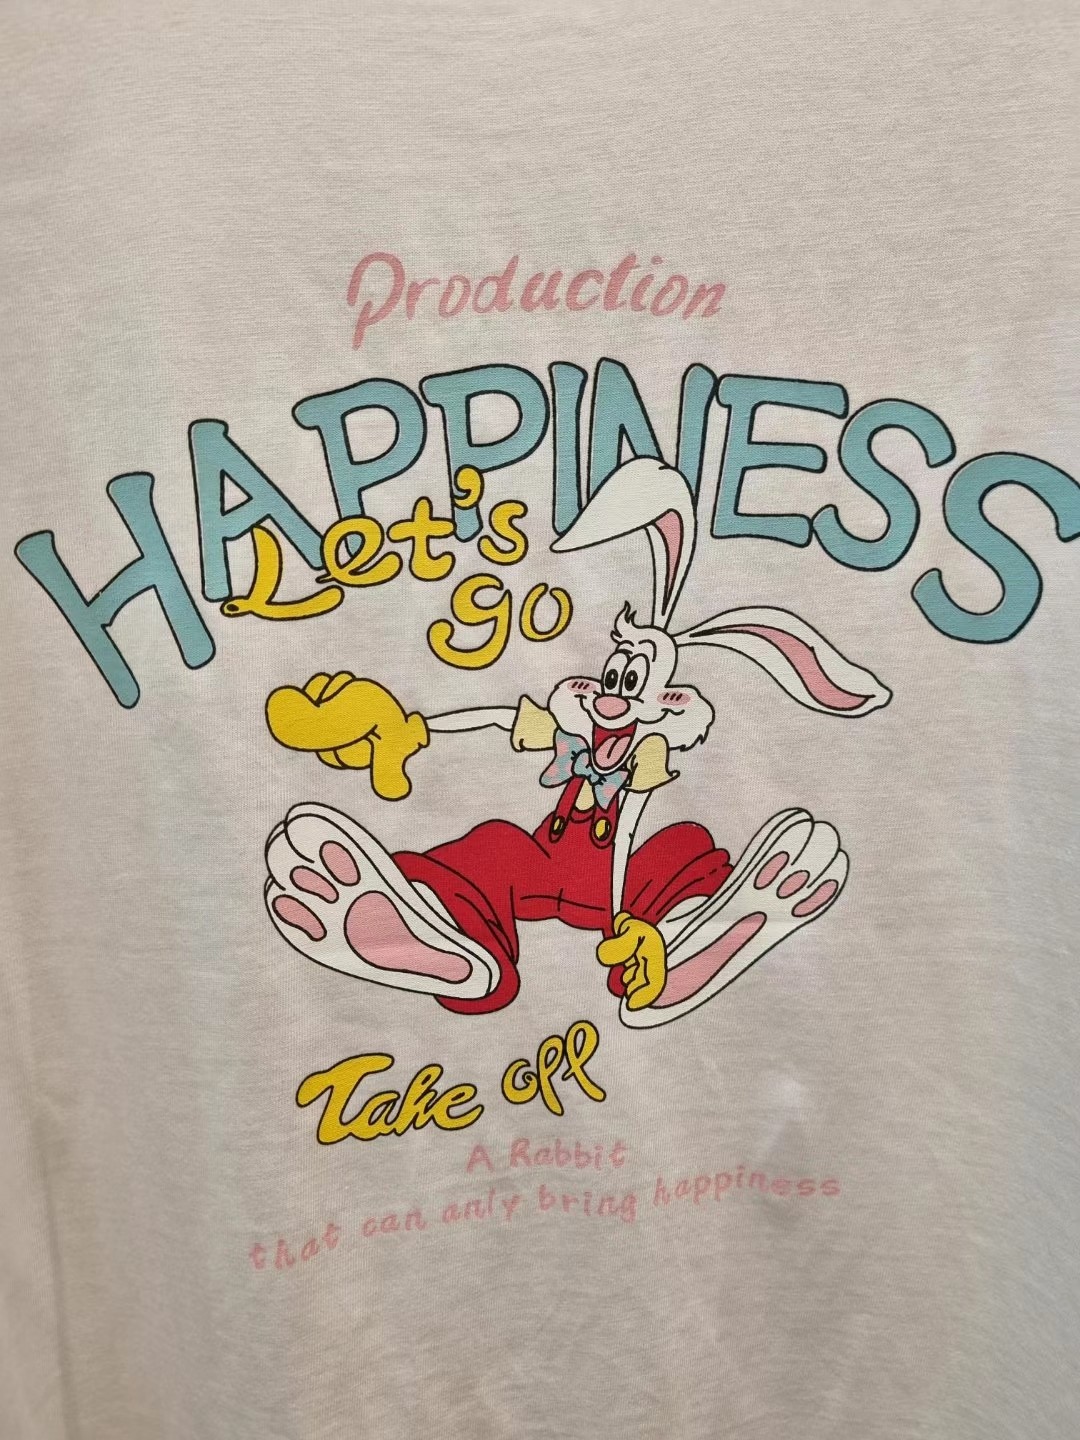 Production
HAPPINESS
Let's
go
Take off
A Rabbit
that can only bring happiness